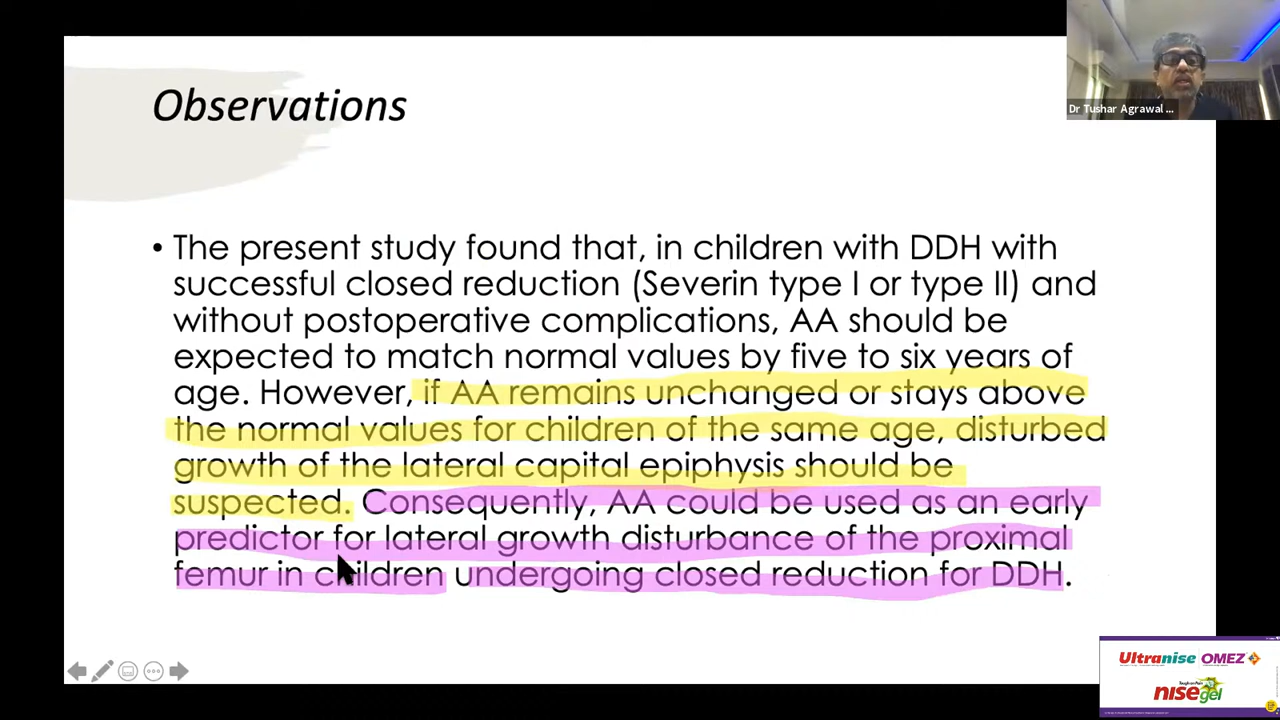 Observations
Dr Tushar Agrawal ...
• The present study found that, in children with DDH with
successful closed reduction (Severin type I or type II) and
without postoperative complications, AA should be
expected to match normal values by five to six years of
age. However, if AA remains unchanged or stays above
the normal values for children of the same age, disturbed
growth of the lateral capital epiphysis should be
suspected. Consequently, AA could be used as an early
predictor for lateral growth disturbance of the proximal
femur in children undergoing closed reduction for DDH.
Ultranise OMEZ
nisegel